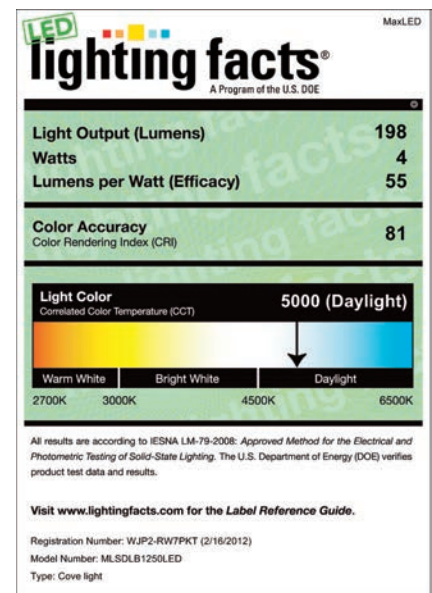 MaxLED
LED
lighting facts®
A Program of the U.S. DOE
Light Output (Lumens) 198
Watts 4
Lumens per Watt (Efficacy) 55
Color Accuracy
Color Rendering Index (CRI) 81
Light Color
Correlated Color Temperature (CCT)
5000 (Daylight)
Warm White Bright White Daylight
2700K 3000K 4500K 6500K
All results are according to IESNA LM-79-2008: Approved Method for the Electrical and
Photometric Testing of Solid-State Lighting. The U.S. Department of Energy (DOE) verifies
product test data and results.
Visit www.lightingfacts.com for the Label Reference Guide.
Registration Number: WJP2-RW7PKT (2/16/2012)
Model Number: MLSDLB1250LED
Type: Cove light